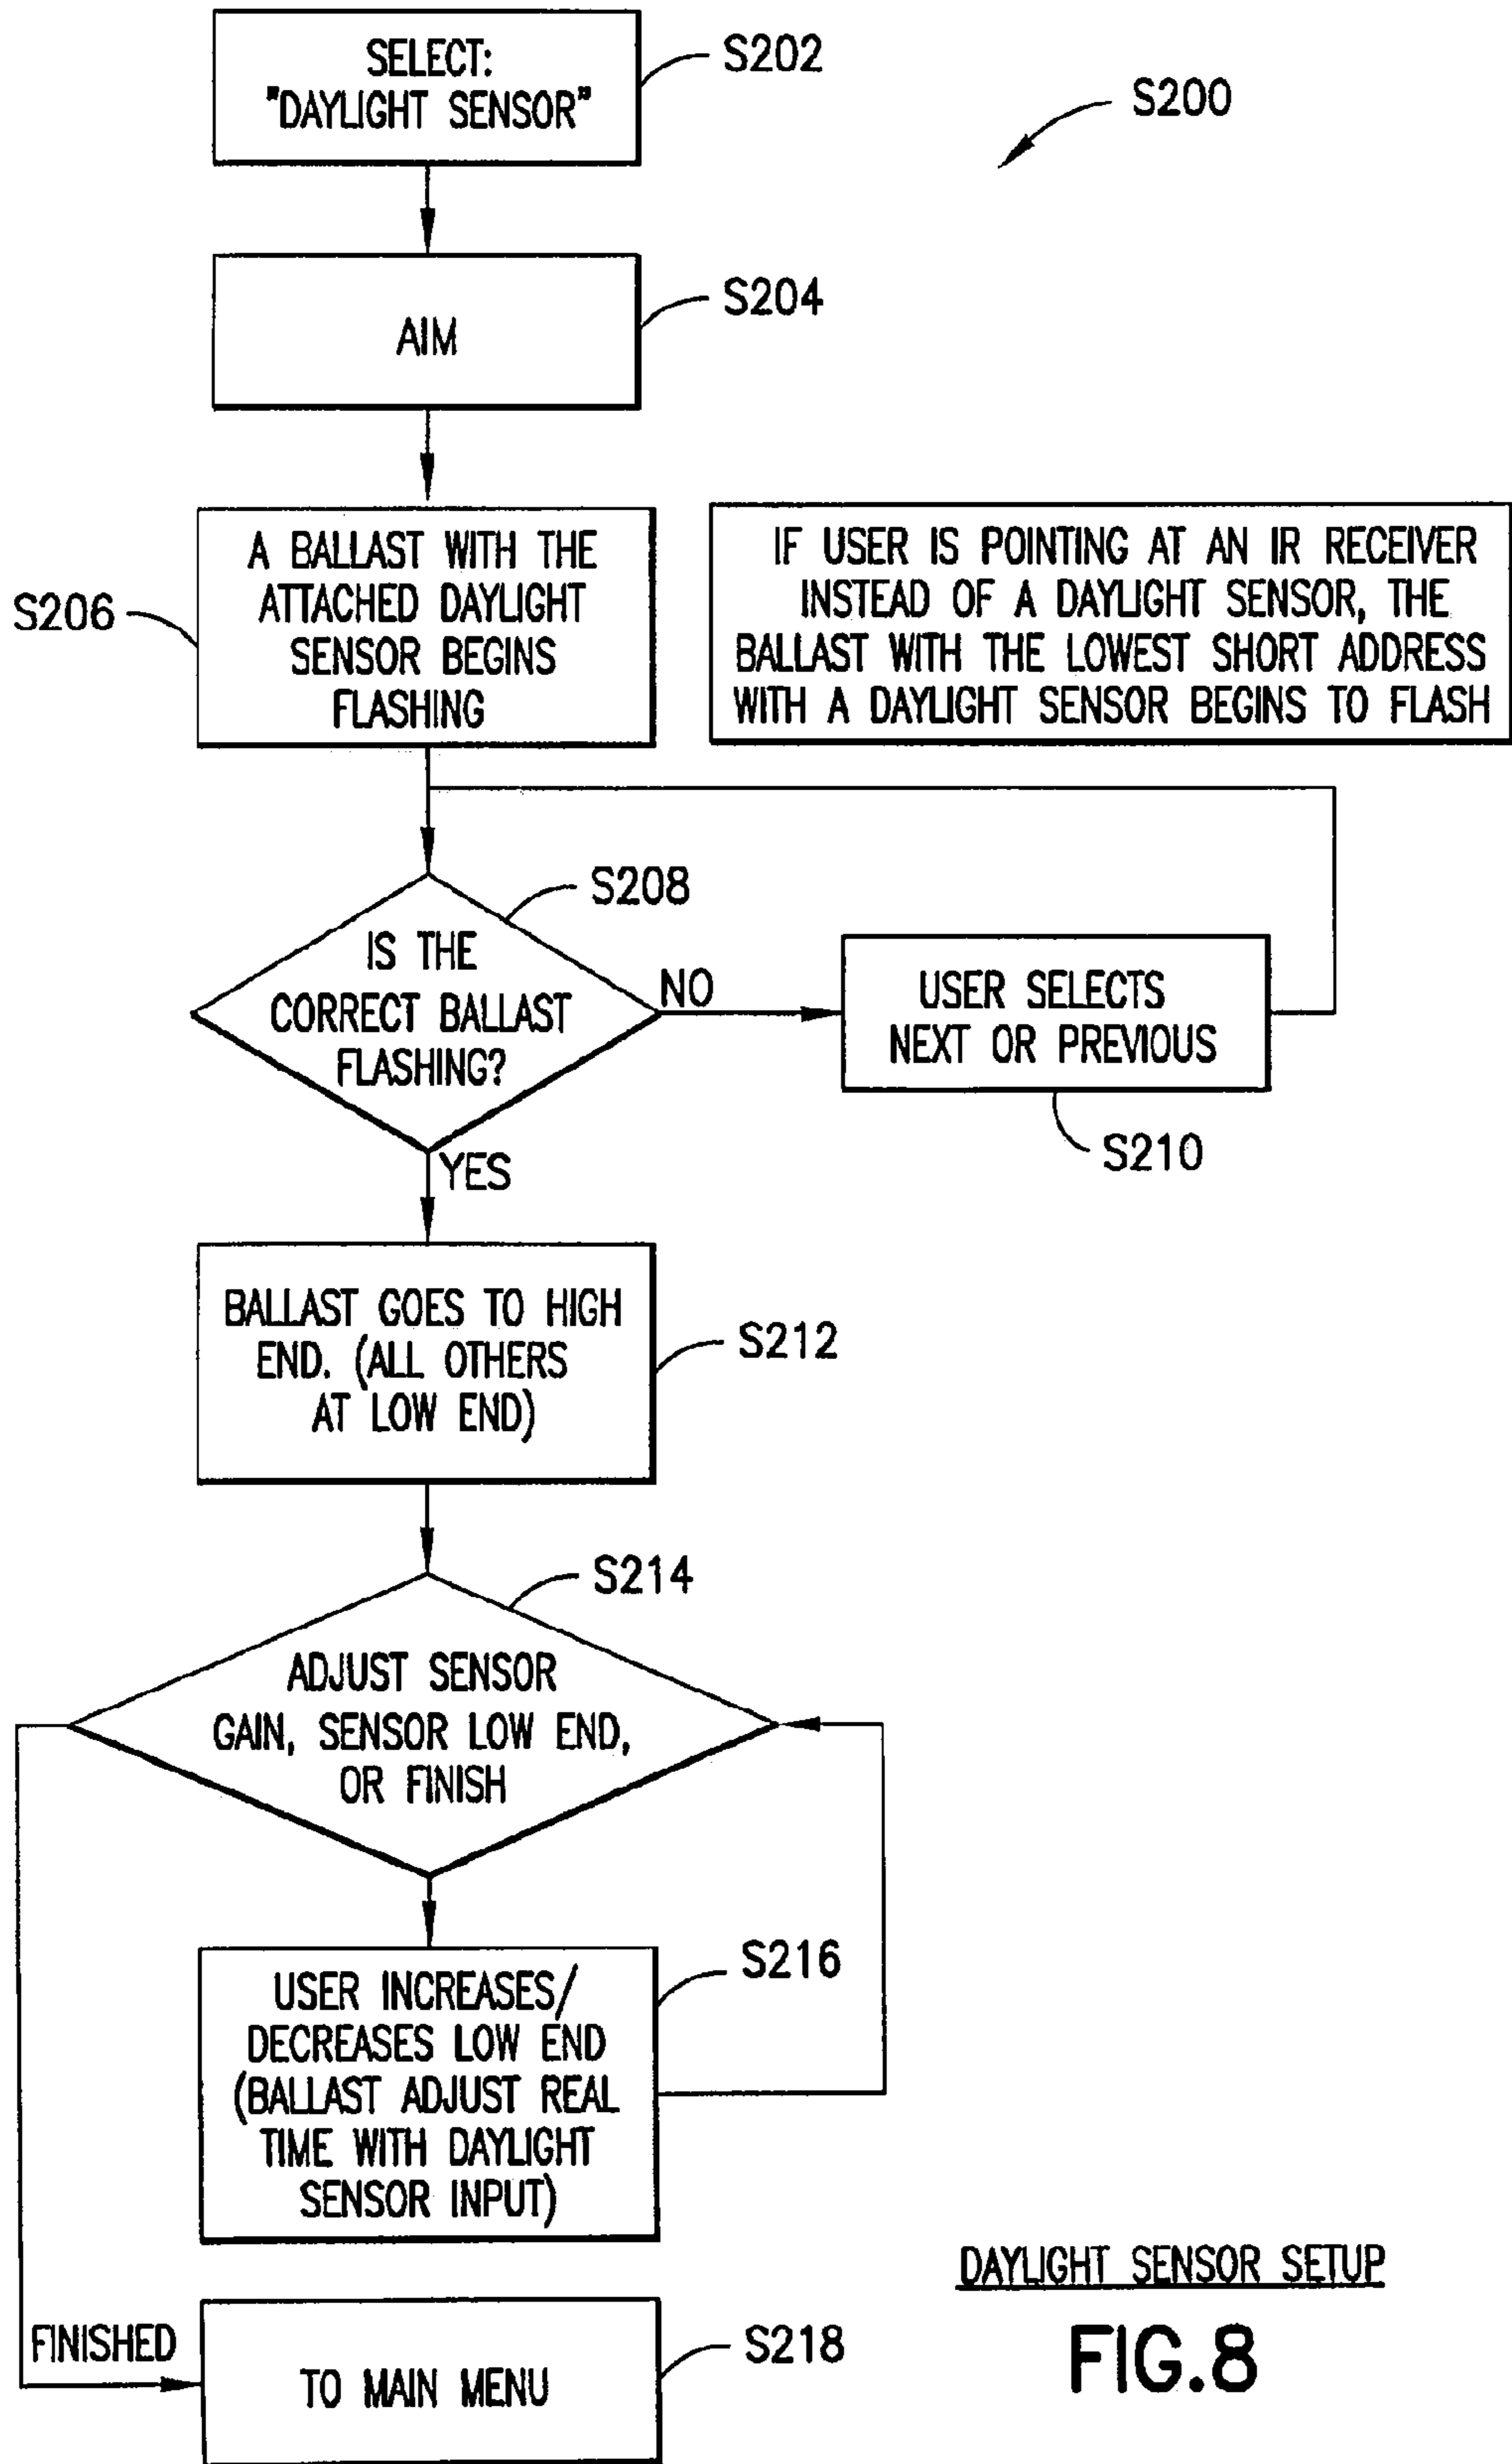 SELECT:
"DAYLIGHT SENSOR"
S202
S200
AIM
S204
A BALLAST WITH THE
ATTACHED DAYLIGHT
SENSOR BEGINS
FLASHING
S206
IF USER IS POINTING AT AN IR RECEIVER
INSTEAD OF A DAYLIGHT SENSOR, THE
BALLAST WITH THE LOWEST SHORT ADDRESS
WITH A DAYLIGHT SENSOR BEGINS TO FLASH
IS THE
CORRECT BALLAST
FLASHING?
S208
NO
USER SELECTS
NEXT OR PREVIOUS
S210
YES
BALLAST GOES TO HIGH
END. (ALL OTHERS
AT LOW END)
S212
S214
ADJUST SENSOR
GAIN, SENSOR LOW END,
OR FINISH
USER INCREASES/
DECREASES LOW END
(BALLAST ADJUST REAL
TIME WITH DAYLIGHT
SENSOR INPUT)
S216
FINISHED
TO MAIN MENU
S218
DAYLIGHT SENSOR SETUP
FIG.8